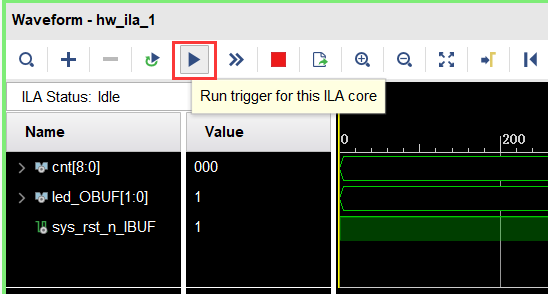 Waveform - hw_ila_1
ILA Status: Idle
Run trigger for this ILA core
Name Value
0 200
cnt[8:0] 000
led_OBUF[1:0] 1
sys_rst_n_IBUF 1